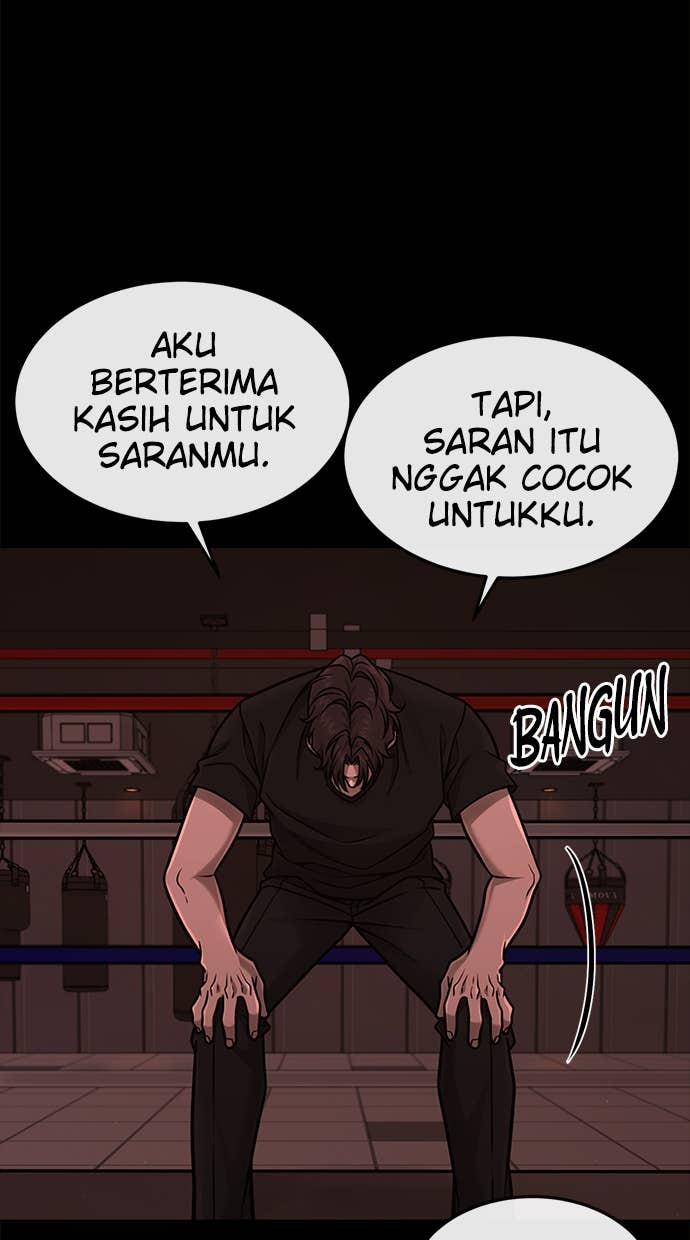 AKU
BERTERIMA
KASIH UNTUK
SARANMU.
TAPI,
SARAN ITU
NGGAK COCOK
UNTUKKU.
BANGUN